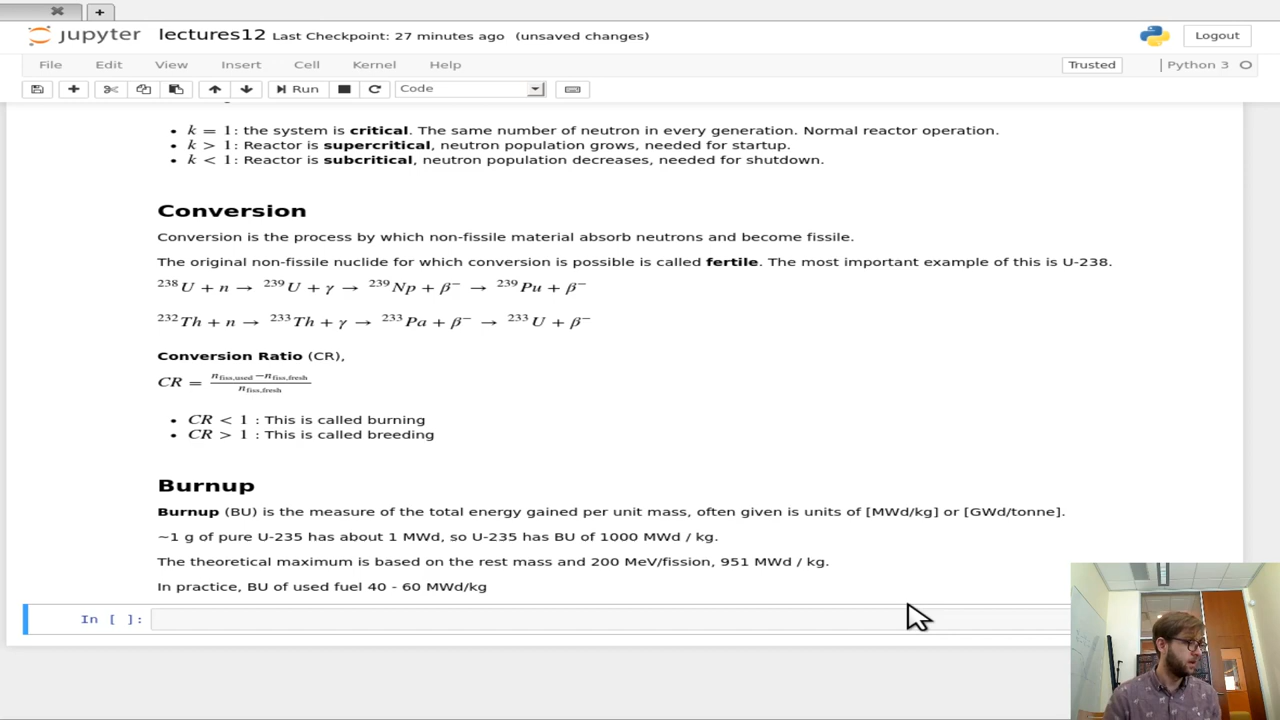 jupyter lectures12 Last Checkpoint: 27 minutes ago (unsaved changes) Logout
File Edit View Insert Cell Kernel Help Trusted Python 3
Run Code
k = 1: the system is critical. The same number of neutron in every generation. Normal reactor operation.
k > 1: Reactor is supercritical, neutron population grows, needed for startup.
k < 1: Reactor is subcritical, neutron population decreases, needed for shutdown.
Conversion
Conversion is the process by which non-fissile material absorb neutrons and become fissile.
The original non-fissile nuclide for which conversion is possible is called fertile. The most important example of this is U-238.
²³⁸U + n → ²³⁹U + γ → ²³⁹Np + β⁻ → ²³⁹Pu + β⁻
²³²Th + n → ²³³Th + γ → ²³³Pa + β⁻ → ²³³U + β⁻
Conversion Ratio (CR),
CR = (n_fiss,used − n_fiss,fresh) / n_fiss,fresh
CR < 1 : This is called burning
CR > 1 : This is called breeding
Burnup
Burnup (BU) is the measure of the total energy gained per unit mass, often given is units of [MWd/kg] or [GWd/tonne].
~1 g of pure U-235 has about 1 MWd, so U-235 has BU of 1000 MWd / kg.
The theoretical maximum is based on the rest mass and 200 MeV/fission, 951 MWd / kg.
In practice, BU of used fuel 40 - 60 MWd/kg
In [ ]: